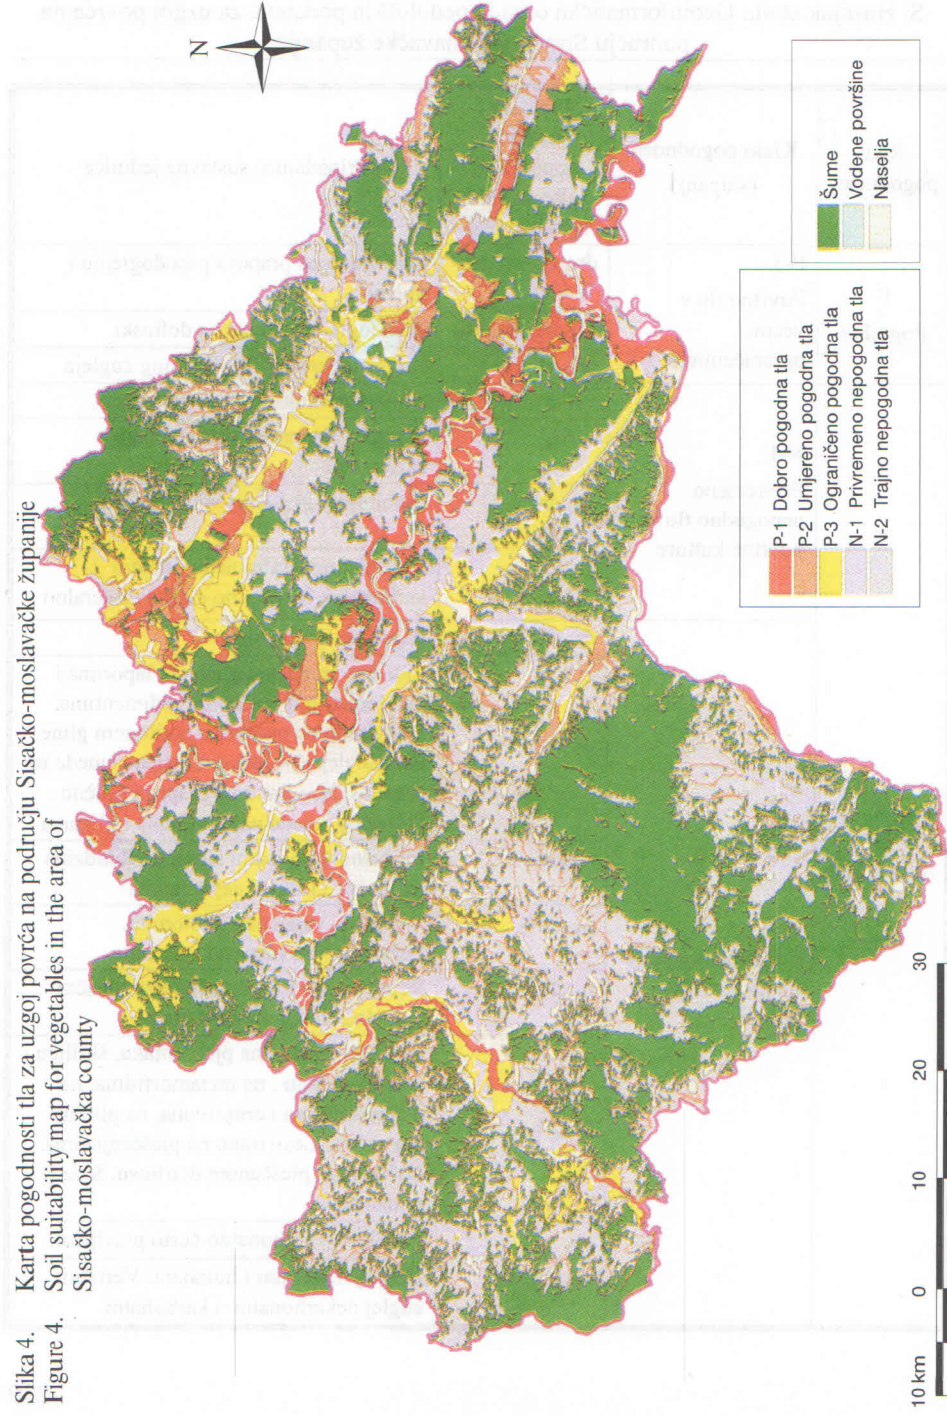 Slika 4. Karta pogodnosti tla za uzgoj povrća na području Sisačko-moslavačke županije
Figure 4. Soil suitability map for vegetables in the area of
Sisačko-moslavačka county
N
P-1 Dobro pogodna tla
P-2 Umjereno pogodna tla
P-3 Ograničeno pogodna tla
N-1 Privremeno nepogodna tla
N-2 Trajno nepogodna tla
Šume
Vodene površine
Naselja
10 km 0 10 20 30